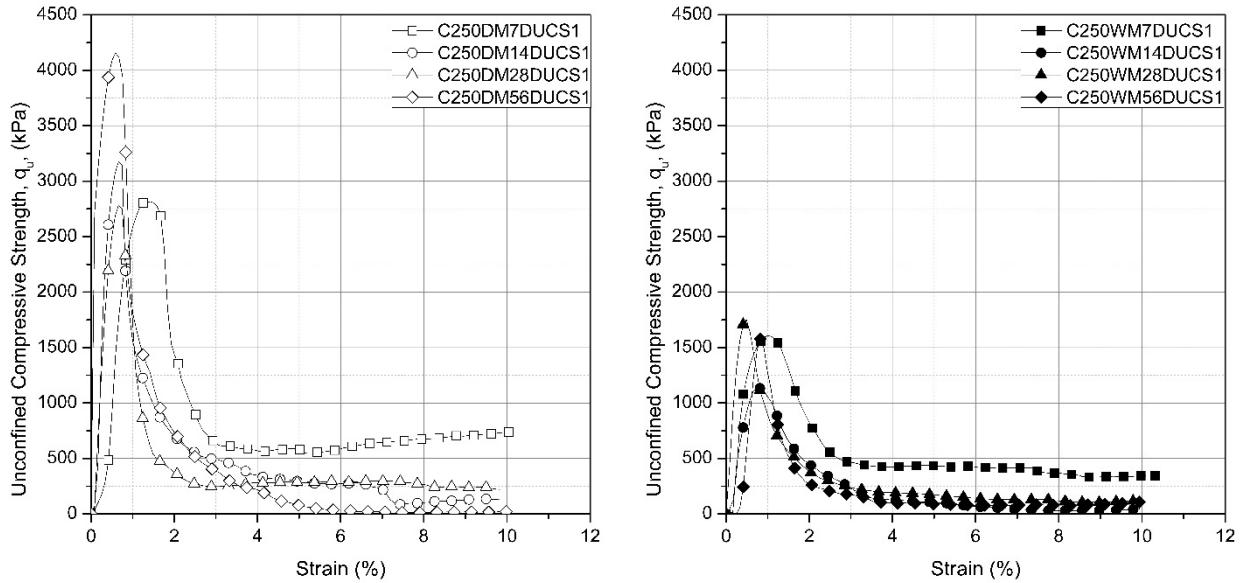 4500
4000
3500
3000
2500
2000
1500
1000
500
0
Unconfined Compressive Strength, qu, (kPa)
C250DM7DUCS1
C250DM14DUCS1
C250DM28DUCS1
C250DM56DUCS1
0 2 4 6 8 10 12
Strain (%)
4500
4000
3500
3000
2500
2000
1500
1000
500
0
Unconfined Compressive Strength, qu, (kPa)
C250WM7DUCS1
C250WM14DUCS1
C250WM28DUCS1
C250WM56DUCS1
0 2 4 6 8 10 12
Strain (%)